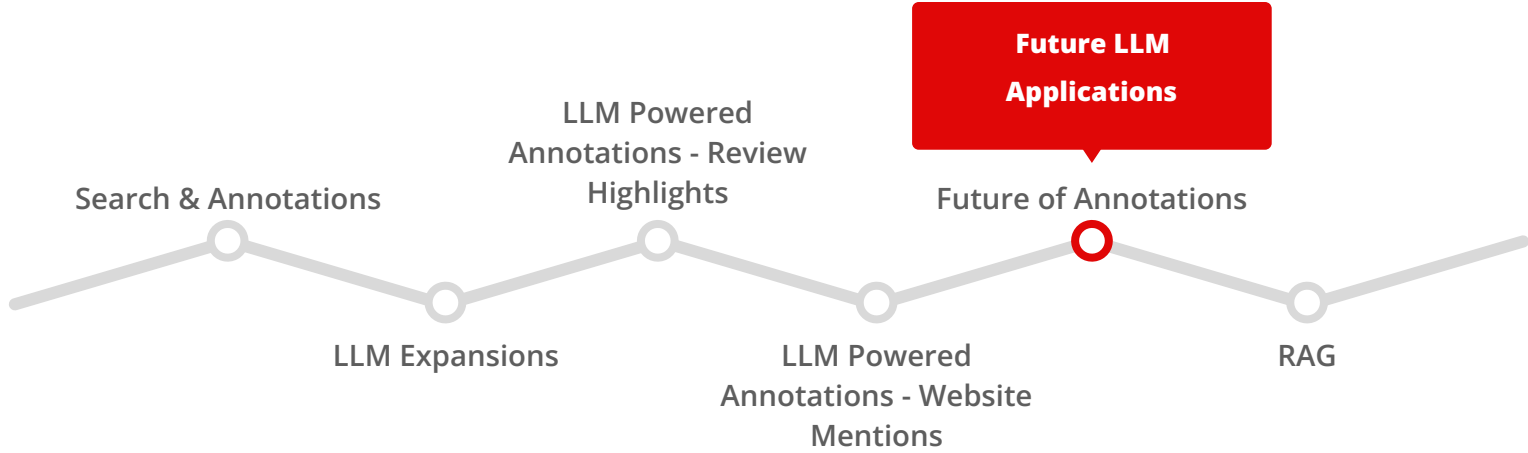 Future LLM
Applications
LLM Powered
Annotations - Review
Highlights
Search & Annotations
Future of Annotations
LLM Expansions
LLM Powered
Annotations - Website
Mentions
RAG